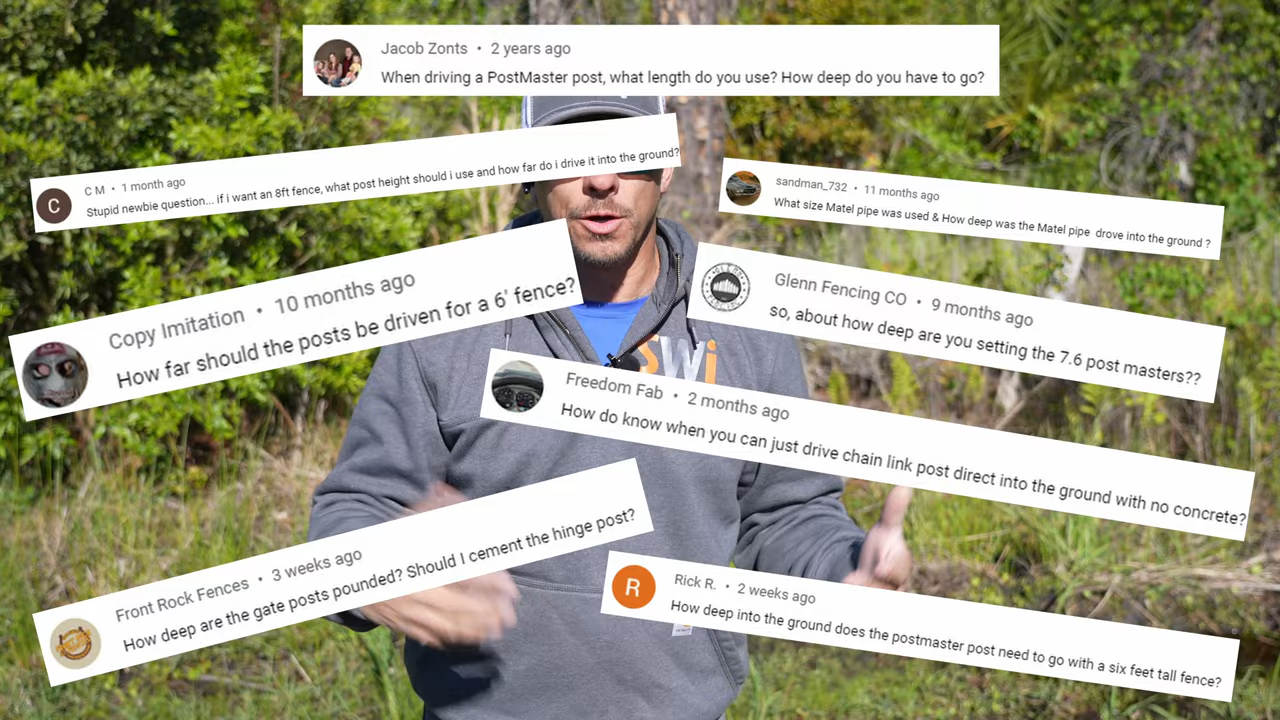 Jacob Zonts • 2 years ago
When driving a PostMaster post, what length do you use? How deep do you have to go?
C M • 1 month ago
Stupid newbie question... if i want an 8ft fence, what post height should i use and how far do i drive it into the ground?
C
sandman_732 • 11 months ago
What size Matel pipe was used & How deep was the Matel pipe drove into the ground ?
Copy Imitation • 10 months ago
How far should the posts be driven for a 6' fence?
Glenn Fencing CO • 9 months ago
so, about how deep are you setting the 7.6 post masters??
SWi
Freedom Fab • 2 months ago
How do know when you can just drive chain link post direct into the ground with no concrete?
Front Rock Fences • 3 weeks ago
How deep are the gate posts pounded? Should I cement the hinge post?
R
Rick R. • 2 weeks ago
How deep into the ground does the postmaster post need to go with a six feet tall fence?